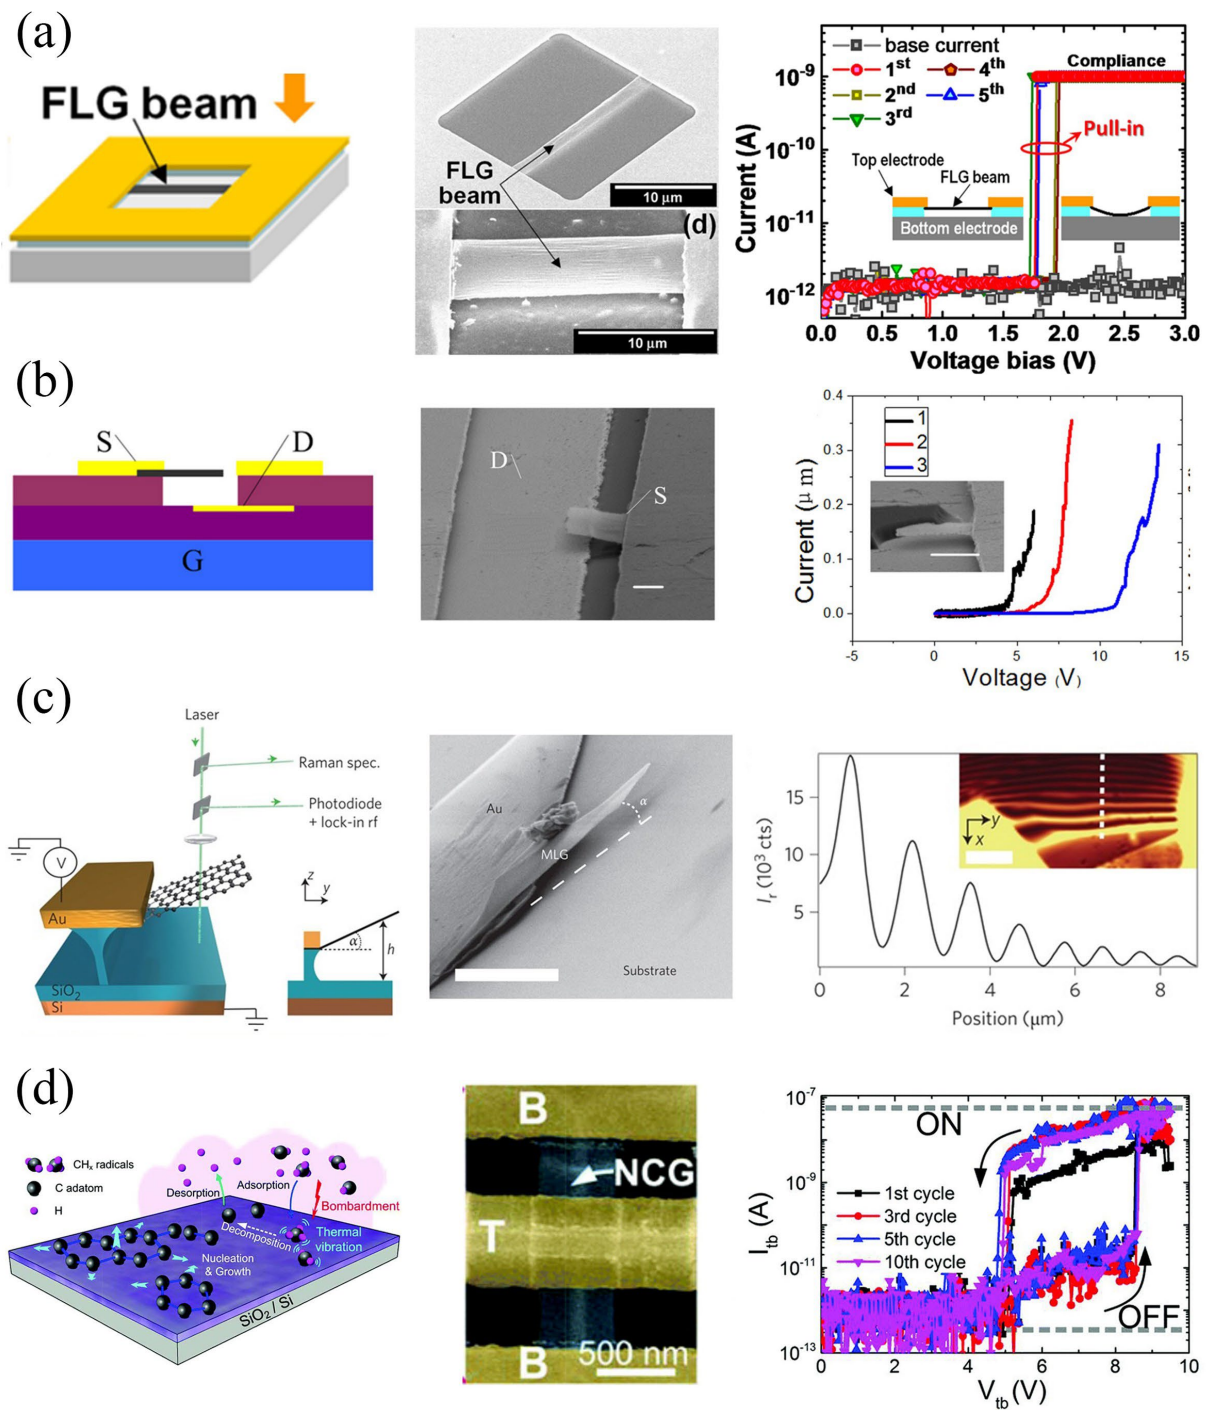 (a)
FLG beam
FLG
beam
10 μm
(d)
10 μm
base current
1st
4th
2nd
5th
3rd
Compliance
Pull-in
Top electrode
FLG beam
Bottom electrode
Current (A)
10-9
10-10
10-11
10-12
0.0 0.5 1.0 1.5 2.0 2.5 3.0
Voltage bias (V)
(b)
S
D
G
D
S
1
2
3
Current (μ m)
0.4
0.3
0.2
0.1
0.0
-5 0 5 10 15
Voltage (V)
(c)
Laser
Raman spec.
Photodiode
+ lock-in rf
V
Au
SiO2
Si
z
y
α
h
Au
MLG
α
Substrate
Ir (10³ cts)
15
10
5
y
x
0 2 4 6 8
Position (μm)
(d)
CHx radicals
C adatom
H
Desorption
Adsorption
Bombardment
Decomposition
Thermal
vibration
Nucleation
& Growth
SiO2 / Si
B
NCG
T
B
500 nm
Itb (A)
10-7
10-8
10-9
10-11
10-13
ON
1st cycle
3rd cycle
5th cycle
10th cycle
OFF
0 2 4 6 8 10
Vtb (V)